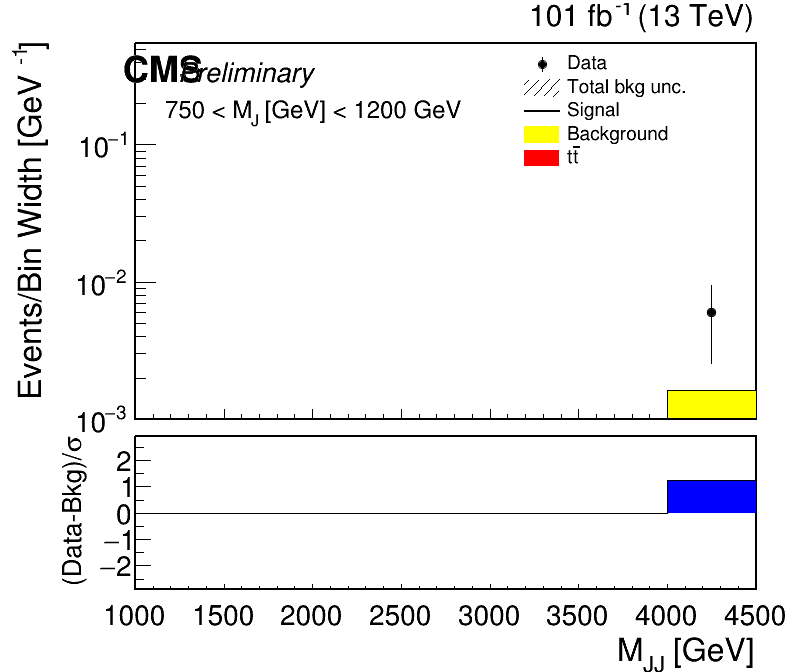 101 fb⁻¹ (13 TeV)
CMS Preliminary
750 < M_J [GeV] < 1200 GeV
Data
Total bkg unc.
Signal
Background
tt̅
Events/Bin Width [GeV⁻¹]
10⁻¹
10⁻²
10⁻³
(Data-Bkg)/σ
2
1
0
−1
−2
1000 1500 2000 2500 3000 3500 4000 4500
M_JJ [GeV]